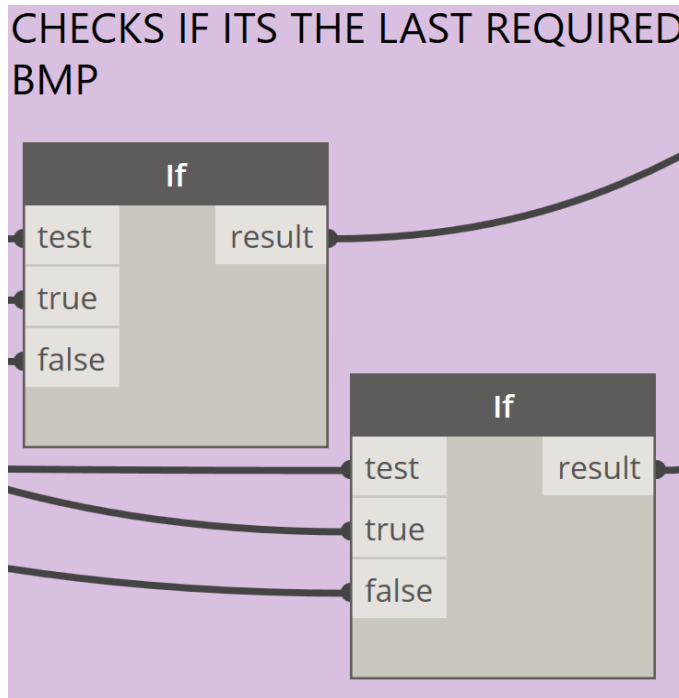 CHECKS IF ITS THE LAST REQUIRED
BMP
If
test
result
true
false
If
test
result
true
false